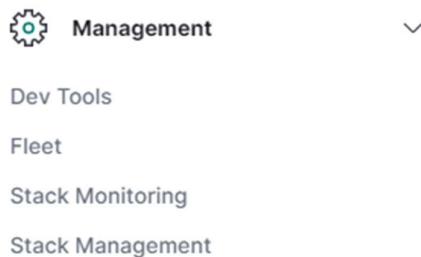 Management
Dev Tools
Fleet
Stack Monitoring
Stack Management